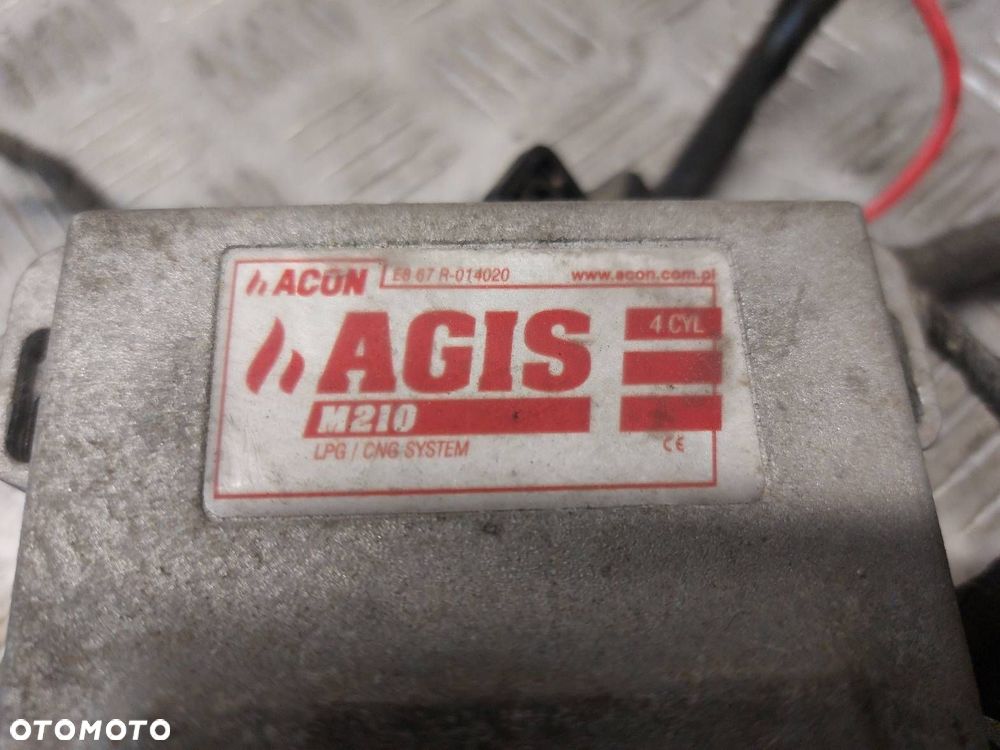 ACON E8 67 R-014020 www.acon.com.pl
AGIS
4 CYL
M210
LPG / CNG SYSTEM
CE
OTOMOTO